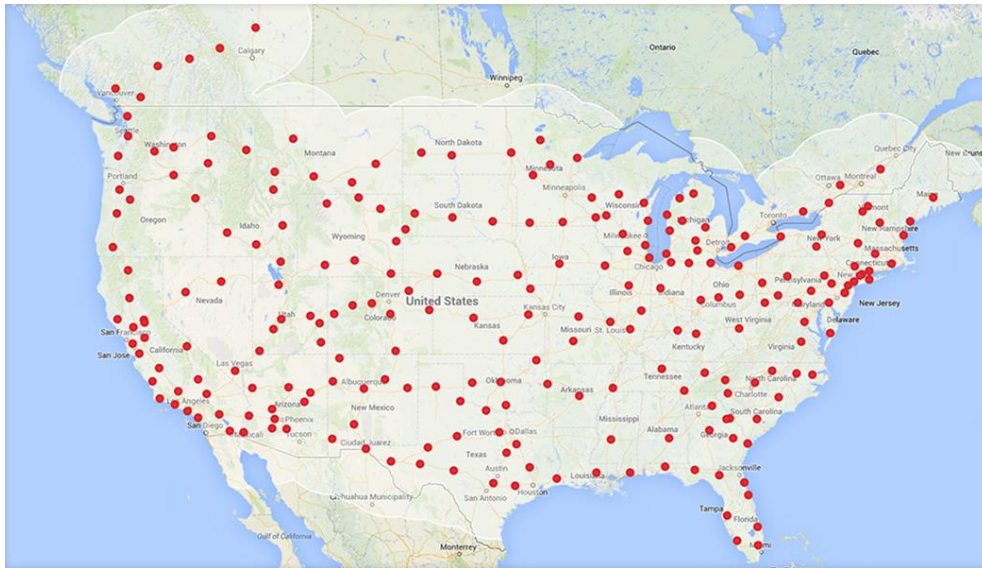 Calgary
Ontario
Quebec
Winnipeg
Vancouver
Seattle
Washington
Montana
North Dakota
Minnesota
Quebec City
Ottawa
Montreal
Portland
Minneapolis
Maine
Oregon
Idaho
South Dakota
Wisconsin
Michigan
Toronto
Vermont
New Hampshire
Wyoming
Milwaukee
Detroit
New York
Massachusetts
Iowa
Chicago
Connecticut
Nebraska
Nevada
Illinois
Indiana
Ohio
Pennsylvania
New
Utah
Denver
Colorado
United States
Kansas City
Columbus
Maryland
New Jersey
Kansas
Missouri
St. Louis
West Virginia
Delaware
San Francisco
San Jose
California
Kentucky
Virginia
Las Vegas
Albuquerque
Oklahoma
Arkansas
Tennessee
North Carolina
Charlotte
Los Angeles
Arizona
Phoenix
New Mexico
Mississippi
Atlanta
South Carolina
San Diego
Mexicali
Tucson
Ciudad Juarez
Fort Worth
Dallas
Alabama
Georgia
Texas
Austin
Houston
Louisiana
Jacksonville
San Antonio
Chihuahua Municipality
Tampa
Florida
Gulf of California
Monterrey
Miami